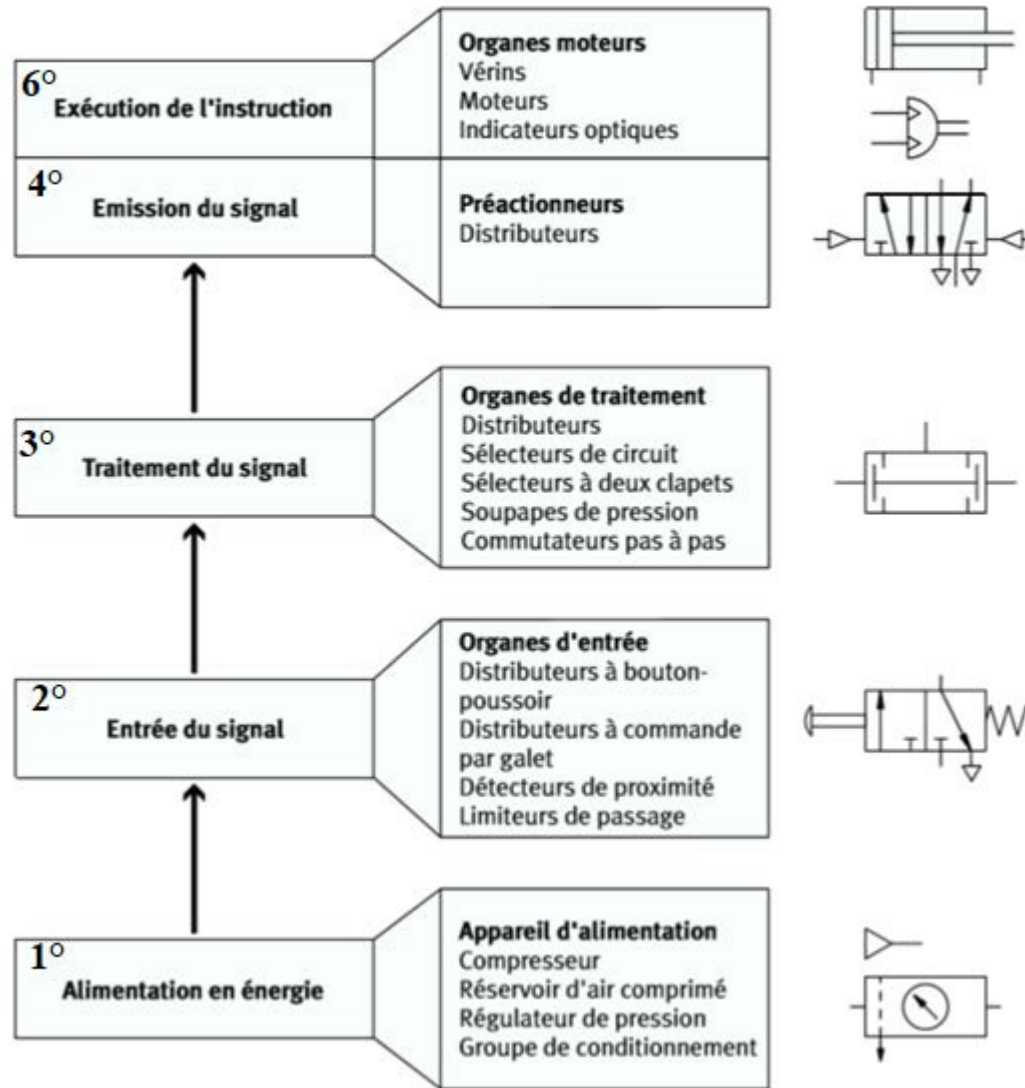 6°
Exécution de l'instruction
Organes moteurs
Vérins
Moteurs
Indicateurs optiques
4°
Emission du signal
Préactionneurs
Distributeurs
3°
Traitement du signal
Organes de traitement
Distributeurs
Sélecteurs de circuit
Sélecteurs à deux clapets
Soupapes de pression
Commutateurs pas à pas
2°
Entrée du signal
Organes d'entrée
Distributeurs à bouton-
poussoir
Distributeurs à commande
par galet
Détecteurs de proximité
Limiteurs de passage
1°
Alimentation en énergie
Appareil d'alimentation
Compresseur
Réservoir d'air comprimé
Régulateur de pression
Groupe de conditionnement